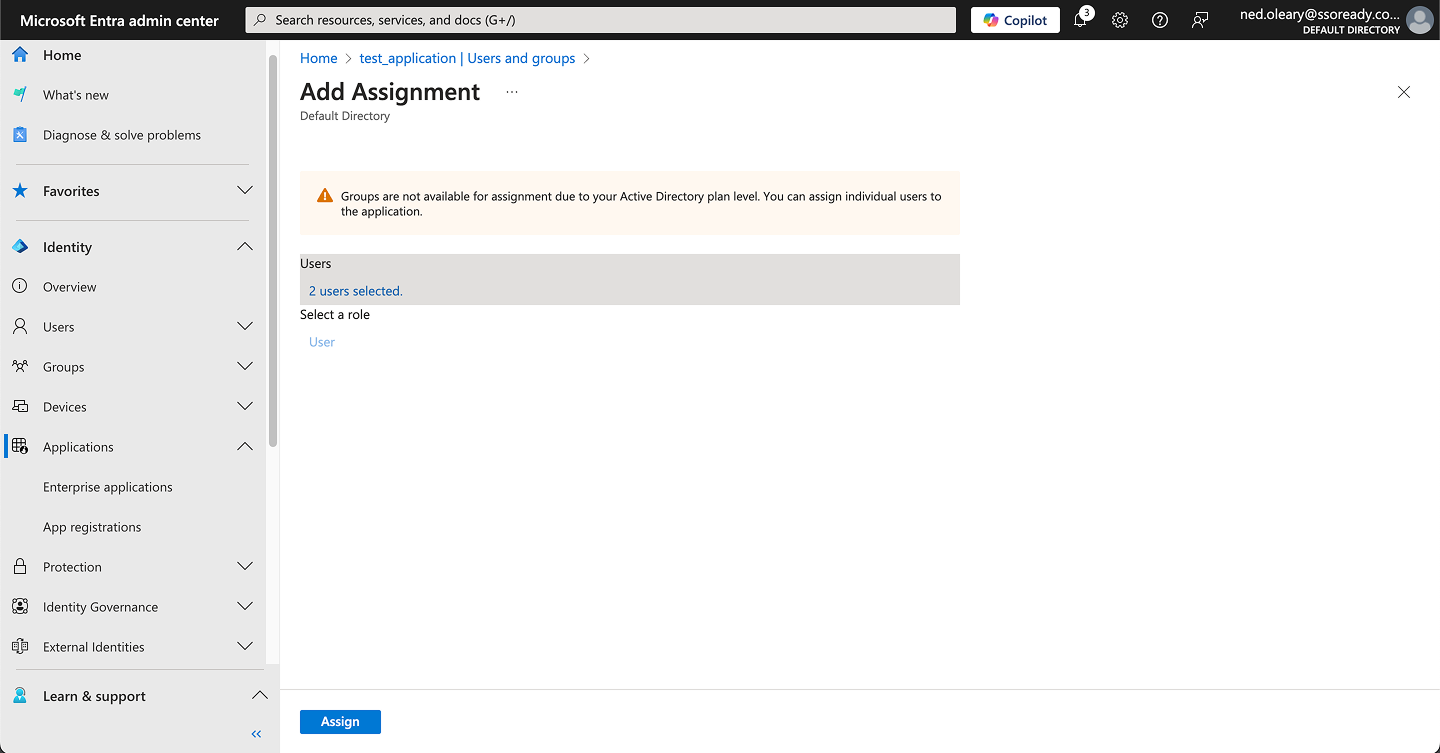 Microsoft Entra admin center
Search resources, services, and docs (G+/)
Copilot
3
ned.oleary@ssoready.co...
DEFAULT DIRECTORY
Home
What's new
Diagnose & solve problems
Favorites
Identity
Overview
Users
Groups
Devices
Applications
Enterprise applications
App registrations
Protection
Identity Governance
External Identities
Learn & support
Home > test_application | Users and groups >
Add Assignment ...
Default Directory
Groups are not available for assignment due to your Active Directory plan level. You can assign individual users to
the application.
Users
2 users selected.
Select a role
User
Assign